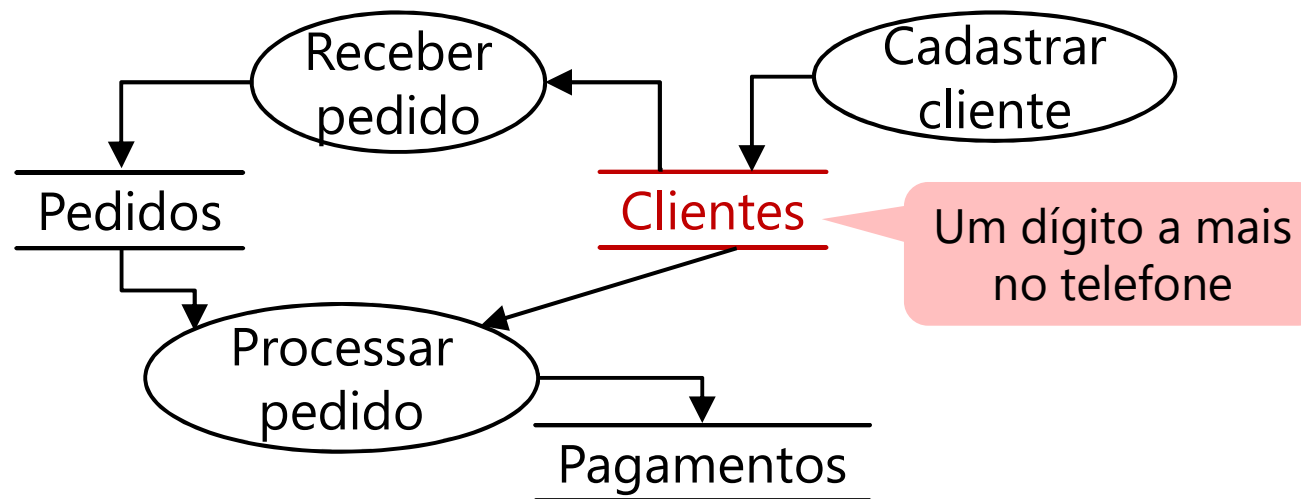 Receber
pedido
Cadastrar
cliente
Pedidos
Clientes
Um dígito a mais
no telefone
Processar
pedido
Pagamentos